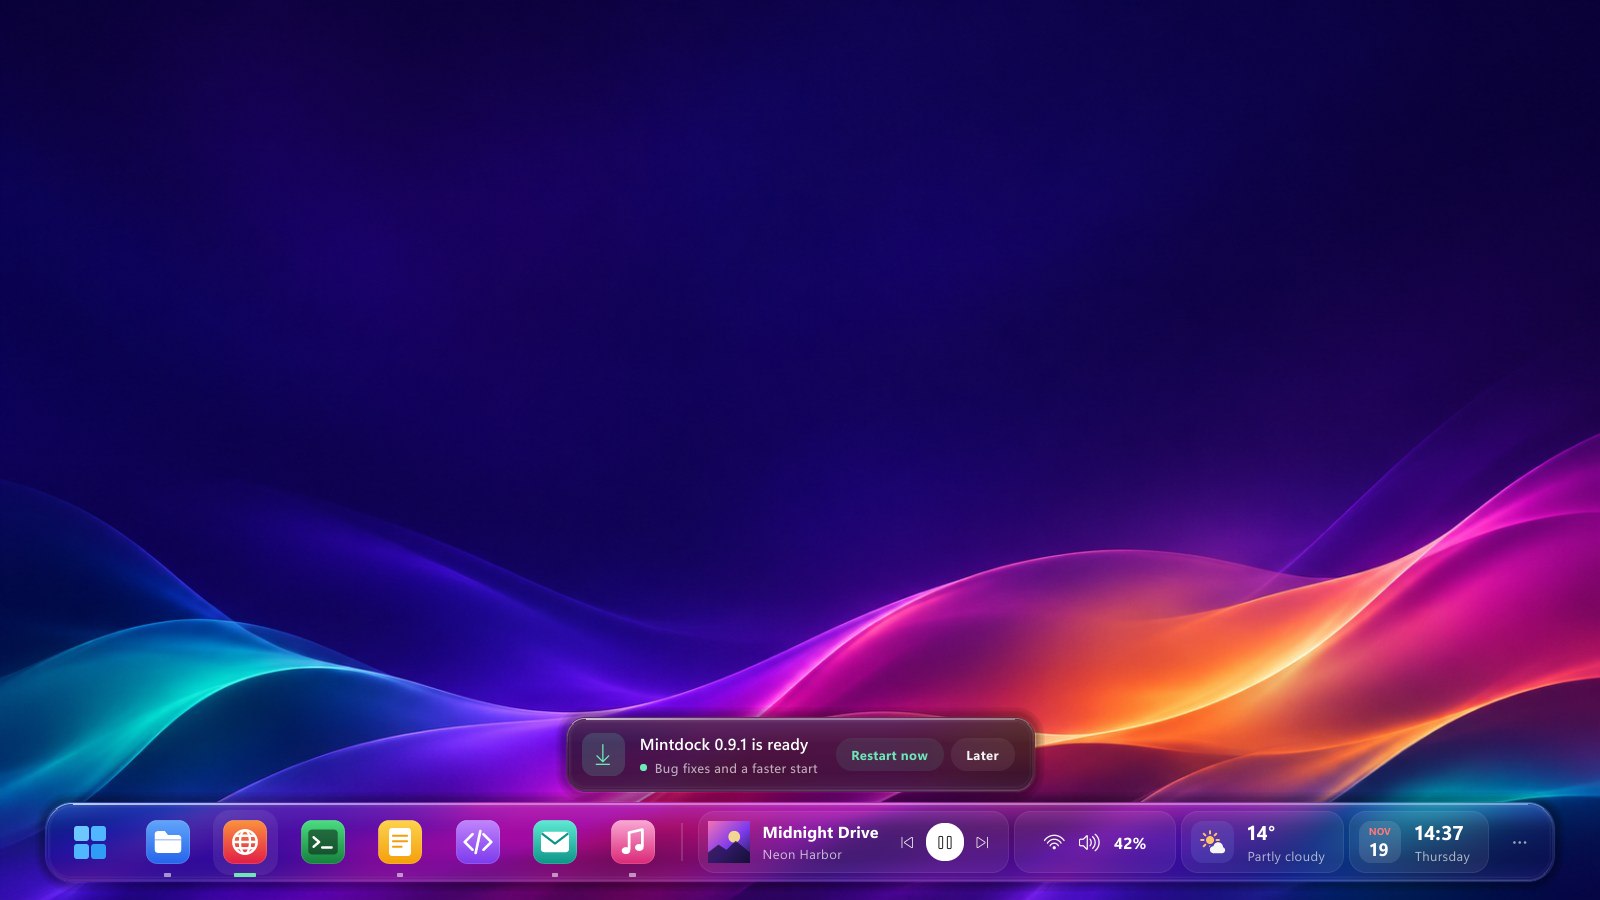 Mintdock 0.9.1 is ready
Bug fixes and a faster start
Restart now
Later
Midnight Drive
Neon Harbor
42%
14°
Partly cloudy
NOV
19
14:37
Thursday